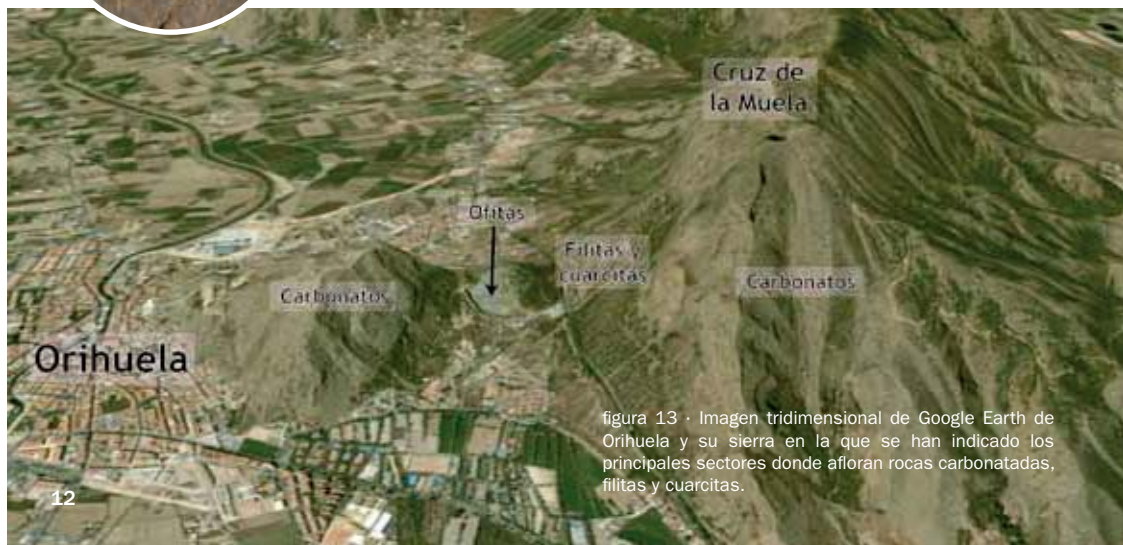 Cruz de
la Muela
Ofitas
Filitas y
cuarcitas
Carbonatos
Carbonatos
Orihuela
figura 13 · Imagen tridimensional de Google Earth de
Orihuela y su sierra en la que se han indicado los
principales sectores donde afloran rocas carbonatadas,
filitas y cuarcitas.
12